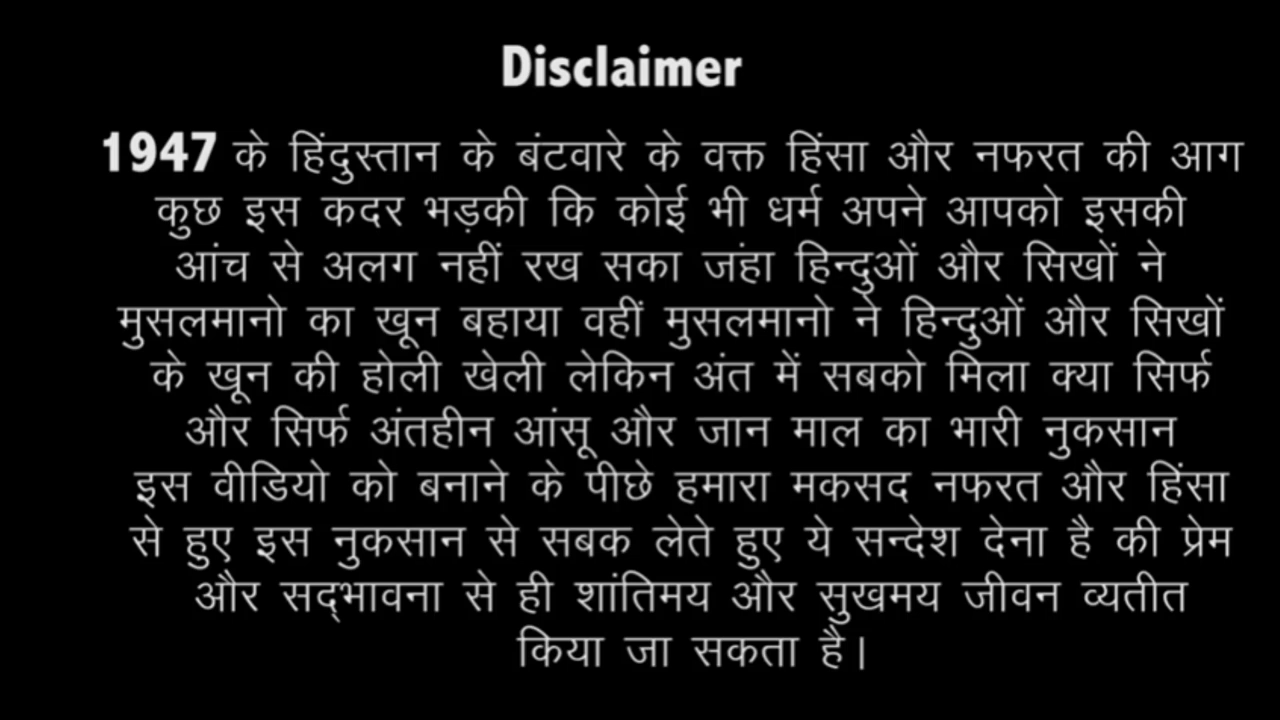 Disclaimer
1947 के हिंदुस्तान के बंटवारे के वक्त हिंसा और नफरत की आग
कुछ इस कदर भड़की कि कोई भी धर्म अपने आपको इसकी
आंच से अलग नहीं रख सका जंहा हिन्दुओं और सिखों ने
मुसलमानो का खून बहाया वहीं मुसलमानो ने हिन्दुओं और सिखों
के खून की होली खेली लेकिन अंत में सबको मिला क्या सिर्फ
और सिर्फ अंतहीन आंसू और जान माल का भारी नुकसान
इस वीडियो को बनाने के पीछे हमारा मकसद नफरत और हिंसा
से हुए इस नुकसान से सबक लेते हुए ये सन्देश देना है की प्रेम
और सद्भावना से ही शांतिमय और सुखमय जीवन व्यतीत
किया जा सकता है।